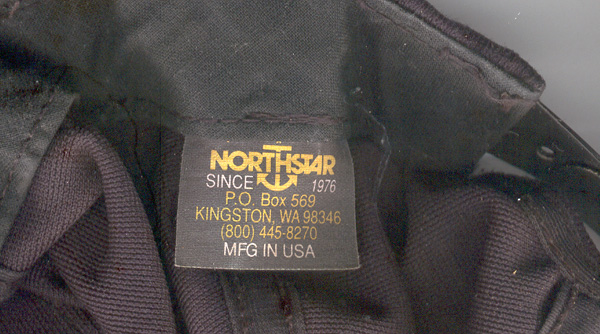 NORTHSTAR
SINCE 1976
P.O. Box 569
KINGSTON, WA 98346
(800) 445-8270
MFG IN USA